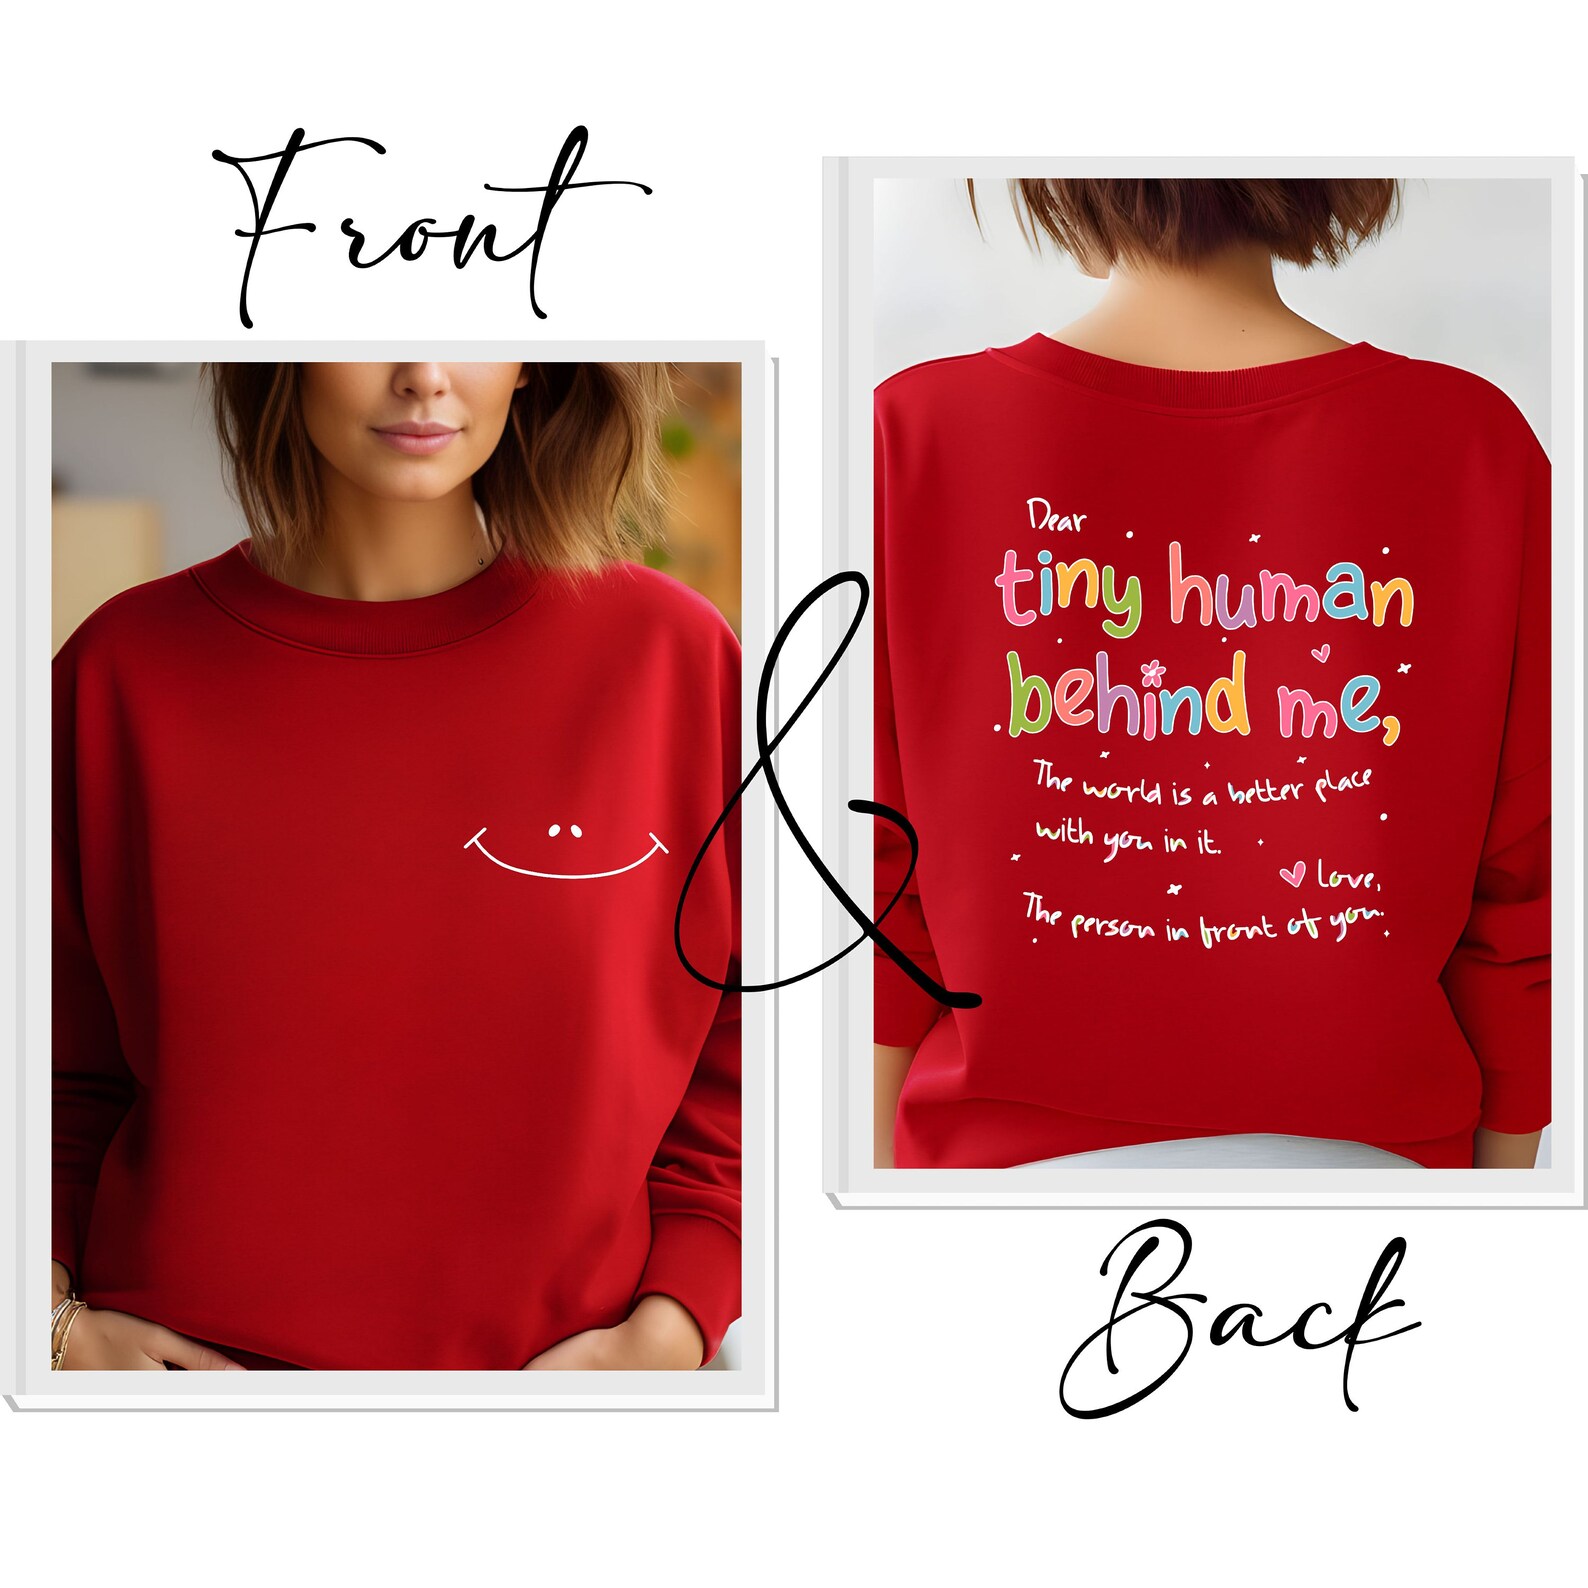 Front
&
Dear
tiny human
behind me,
The world is a better place
with you in it.
love,
The person in front of you.
Back